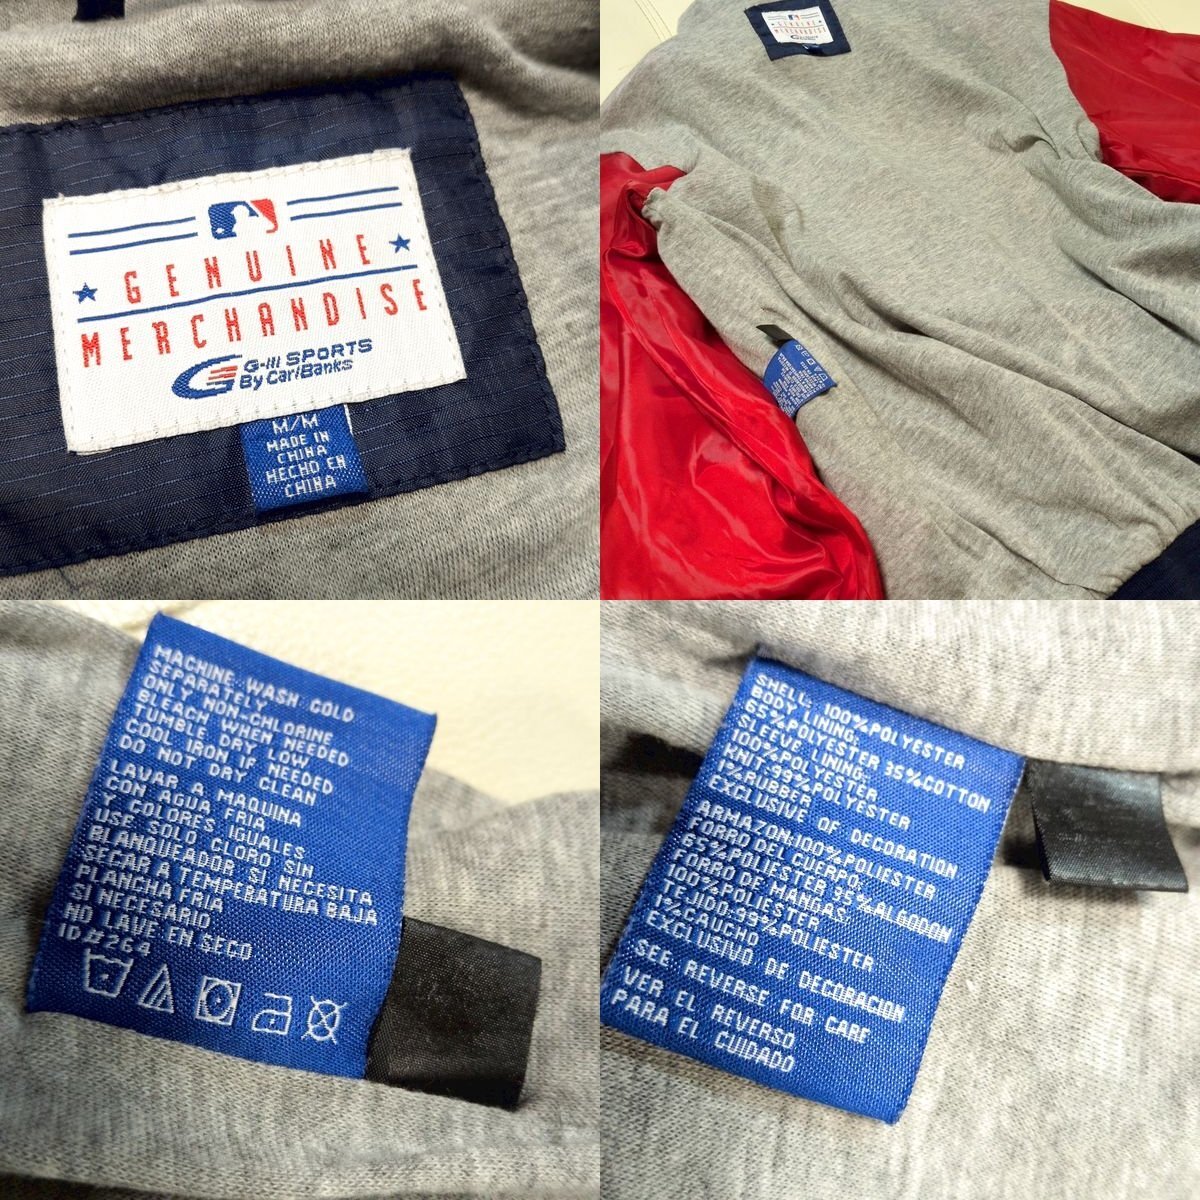 GENUINE
MERCHANDISE
G-III SPORTS
By Carl Banks
M/M
MADE IN
CHINA
HECHO EN
CHINA
GENUINE
MERCHANDISE
MACHINE WASH COLD
SEPARATELY
ONLY NON-CHLORINE
BLEACH WHEN NEEDED
TUMBLE DRY LOW
COOL IRON IF NEEDED
DO NOT DRY CLEAN
LAVAR A MAQUINA
CON AGUA FRIA
Y COLORES IGUALES
USE SOLO CLORO SIN
BLANQUEADOR SI NECESITA
SECAR A TEMPERATURA BAJA
PLANCHA FRIA
SI NECESARIO
NO LAVE EN SECO
ID#264
SHELL: 100%POLYESTER
BODY LINING:
65%POLYESTER 35%COTTON
SLEEVE LINING:
100%POLYESTER
KNIT:99%POLYESTER
1%RUBBER
EXCLUSIVE OF DECORATION
ARMAZON:100%POLIESTER
FORRO DEL CUERPO:
65%POLIESTER 35%ALGODON
FORRO DE MANGAS:
100%POLIESTER
TEJIDO:99%POLIESTER
1%CAUCHO
EXCLUSIVO DE DECORACION
SEE REVERSE FOR CARE
VER EL REVERSO
PARA EL CUIDADO